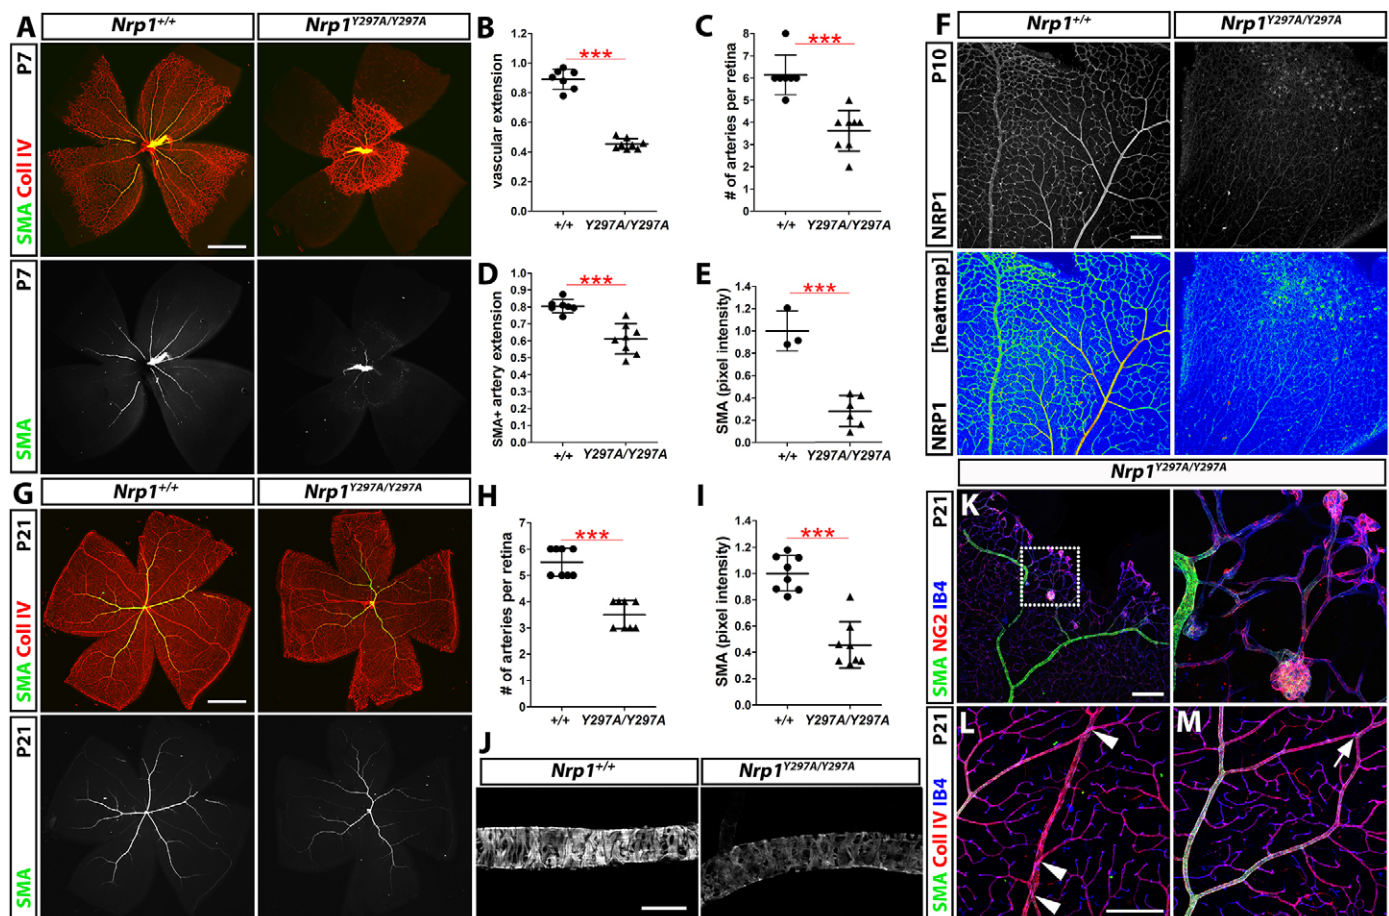 A
Nrp1+/+
Nrp1Y297A/Y297A
SMA Coll IV
P7
SMA
P7
B
vascular extension
1.2
1.0
0.8
0.6
0.4
0.2
0.0
***
+/+ Y297A/Y297A
C
# of arteries per retina
8
7
6
5
4
3
2
1
0
***
+/+ Y297A/Y297A
D
SMA+ artery extension
1.0
0.9
0.8
0.7
0.6
0.5
0.4
0.3
0.2
0.1
0.0
***
+/+ Y297A/Y297A
E
SMA (pixel intensity)
1.4
1.2
1.0
0.8
0.6
0.4
0.2
0.0
***
+/+ Y297A/Y297A
F
Nrp1+/+
Nrp1Y297A/Y297A
NRP1
P10
NRP1
[heatmap]
G
Nrp1+/+
Nrp1Y297A/Y297A
SMA Coll IV
P21
SMA
P21
H
# of arteries per retina
7
6
5
4
3
2
1
0
***
+/+ Y297A/Y297A
I
SMA (pixel intensity)
1.4
1.2
1.0
0.8
0.6
0.4
0.2
0.0
***
+/+ Y297A/Y297A
J
Nrp1+/+
Nrp1Y297A/Y297A
Nrp1Y297A/Y297A
K
SMA NG2 IB4
P21
L
M
SMA Coll IV IB4
P21